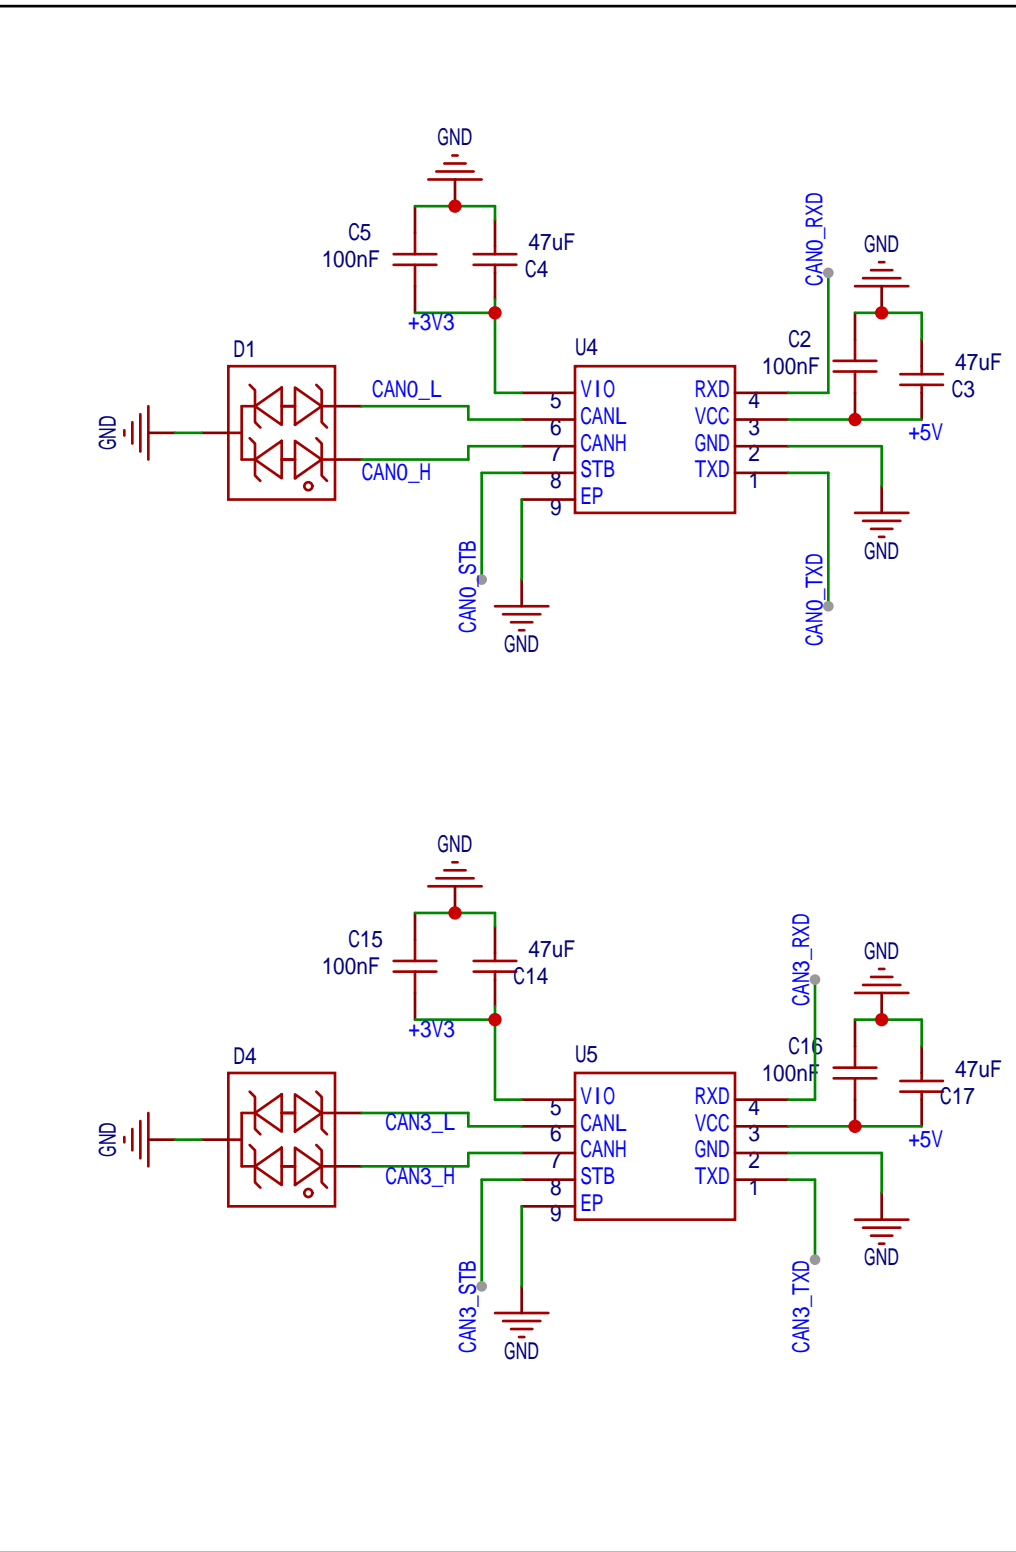 GND
C5
100nF
47uF
C4
+3V3
CAN0_RXD
GND
C2
100nF
47uF
C3
+5V
D1
GND
CAN0_L
CAN0_H
U4
VIO
CANL
CANH
STB
EP
5
6
7
8
9
RXD
VCC
GND
TXD
4
3
2
1
GND
CAN0_STB
GND
CAN0_TXD
GND
C15
100nF
47uF
C14
+3V3
CAN3_RXD
GND
C16
100nF
47uF
C17
+5V
D4
GND
CAN3_L
CAN3_H
U5
VIO
CANL
CANH
STB
EP
5
6
7
8
9
RXD
VCC
GND
TXD
4
3
2
1
GND
CAN3_STB
GND
CAN3_TXD